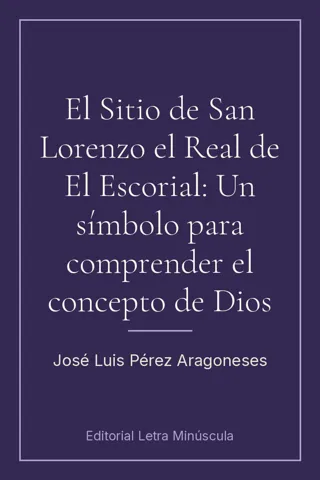 El Sitio de San
Lorenzo el Real de
El Escorial: Un
símbolo para
comprender el
concepto de Dios
José Luis Pérez Aragoneses
Editorial Letra Minúscula